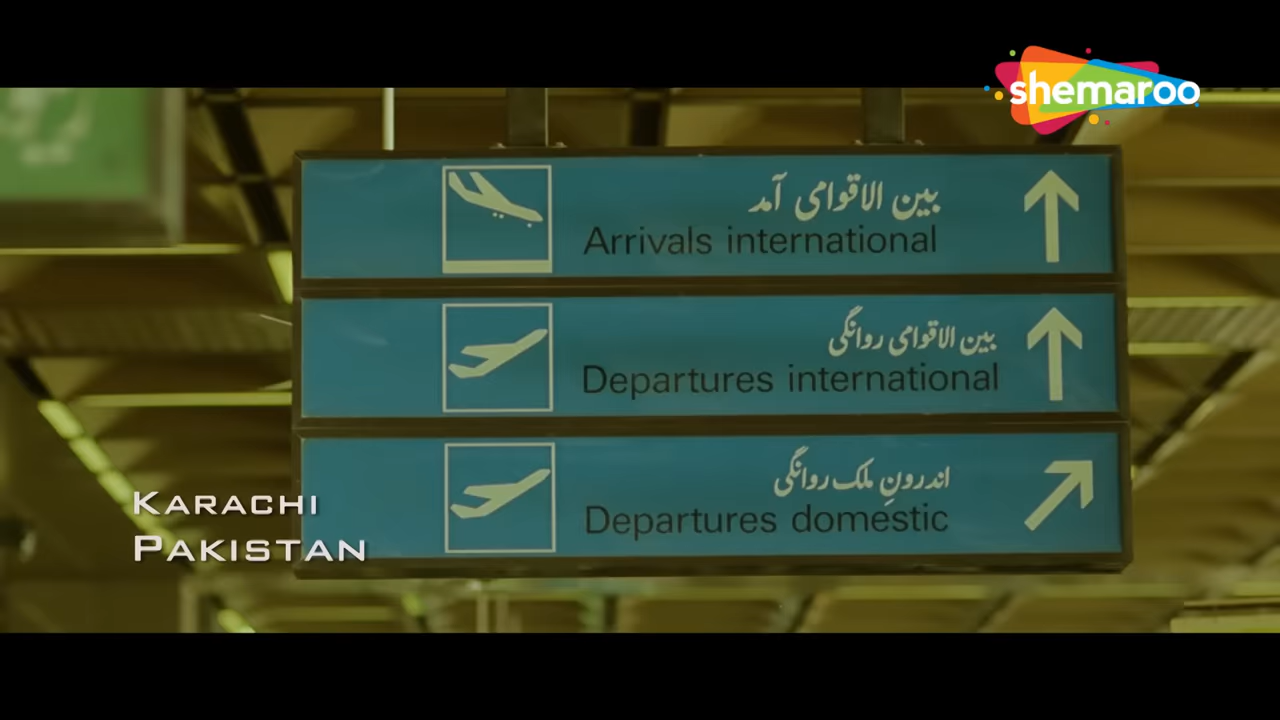 shemaroo
بین الاقوامی آمد
Arrivals international
بین الاقوامی روانگی
Departures international
اندرونِ ملک روانگی
Departures domestic
KARACHI
PAKISTAN